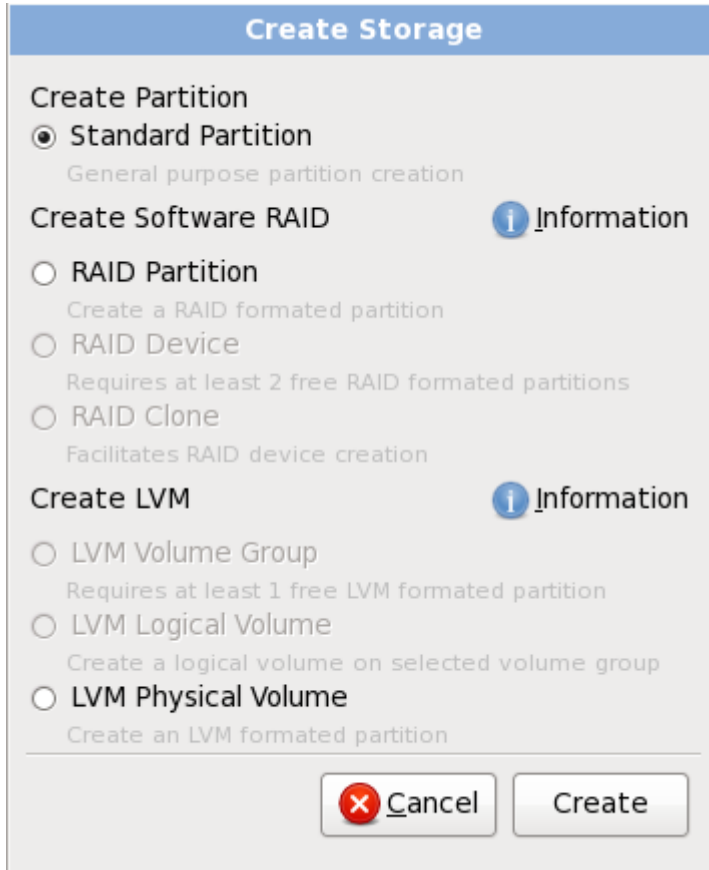 Create Storage
Create Partition
Standard Partition
General purpose partition creation
Create Software RAID
Information
RAID Partition
Create a RAID formated partition
RAID Device
Requires at least 2 free RAID formated partitions
RAID Clone
Facilitates RAID device creation
Create LVM
Information
LVM Volume Group
Requires at least 1 free LVM formated partition
LVM Logical Volume
Create a logical volume on selected volume group
LVM Physical Volume
Create an LVM formated partition
Cancel
Create